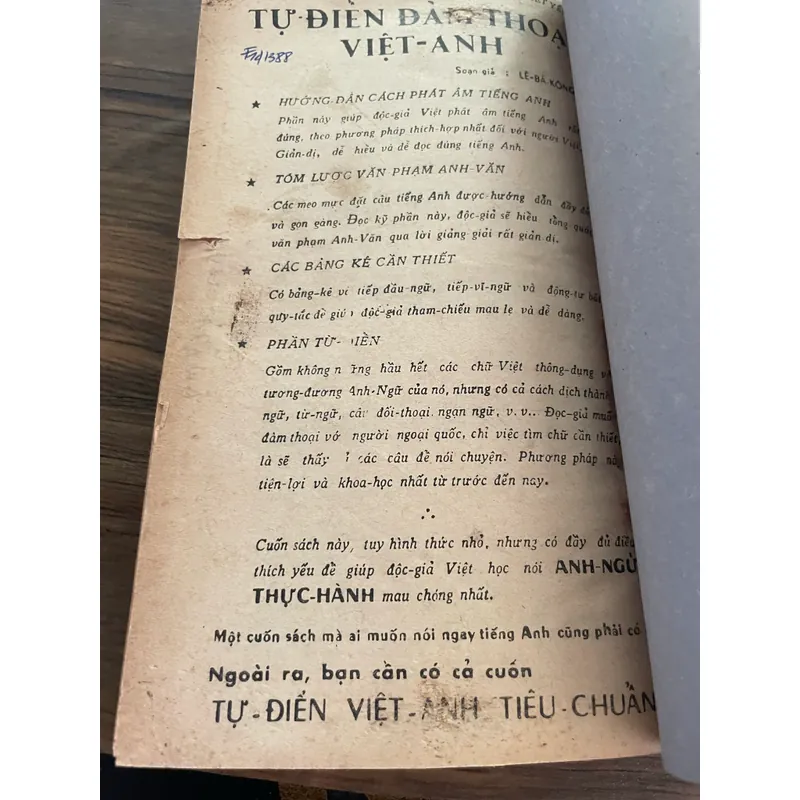 TỰ-ĐIỂN ĐÀM THOẠ
VIỆT-ANH
Soạn giả : LÊ-BÁ-KÔNG
★ HƯỚNG-DẪN CÁCH PHÁT ÂM TIẾNG ANH
Phần này giúp độc-giả Việt phát âm tiếng Anh
đúng, theo phương pháp thích-hợp nhất đối với người Việt
Giản-dị, dễ hiểu và dễ đọc đúng tiếng Anh.
★ TÓM LƯỢC VĂN PHẠM ANH-VĂN
Các mẹo mực đặt câu tiếng Anh được hướng dẫn đầy đủ
và gọn gàng. Đọc kỹ phần này, độc-giả sẽ hiểu tổng quát
văn phạm Anh-Văn qua lời giảng giải rất giản-dị.
★ CÁC BẢNG KÊ CẦN THIẾT
Có bảng-kê về tiếp đầu-ngữ, tiếp-vĩ-ngữ và động-từ bất
quy-tắc để giúp độc-giả tham-chiếu mau lẹ và dễ dàng.
★ PHẦN TỪ- IỂN
Gồm không những hầu hết các chữ Việt thông-dụng
tương-đương Anh-Ngữ của nó, nhưng có cả cách dịch thành
ngữ, từ-ngữ, câu đối-thoại, ngạn ngữ, v.v.. Đọc-giả muốn
đàm thoại với người ngoại quốc, chỉ việc tìm chữ cần thiết,
là sẽ thấy các câu để nói chuyện. Phương pháp này
tiện-lợi và khoa-học nhất từ trước đến nay.
∴
Cuốn sách này, tuy hình thức nhỏ, nhưng có đầy đủ điều
thích yếu để giúp độc-giả Việt học nói ANH-NGỮ
THỰC-HÀNH mau chóng nhất.
Một cuốn sách mà ai muốn nói ngay tiếng Anh cũng phải có
Ngoài ra, bạn cần có cả cuốn
TỰ-ĐIỂN VIỆT-ANH TIÊU-CHUẨN